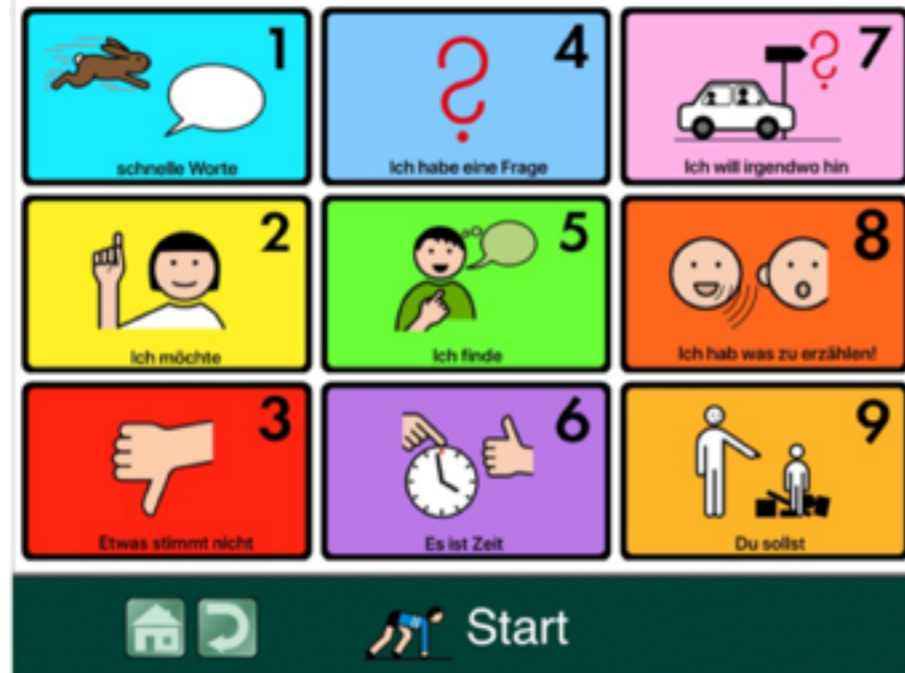 1
schnelle Worte
4
Ich habe eine Frage
7
Ich will irgendwo hin
2
Ich möchte
5
Ich finde
8
Ich hab was zu erzählen!
3
Etwas stimmt nicht
6
Es ist Zeit
9
Du sollst
Start